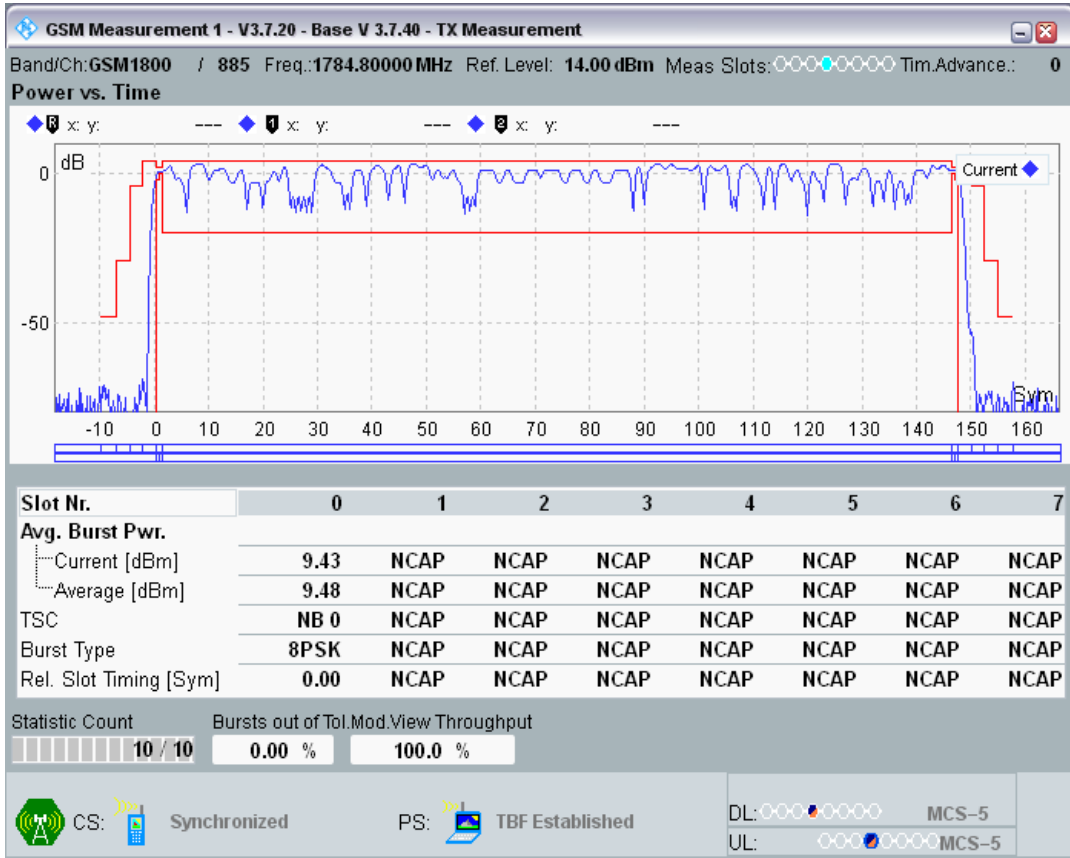 GSM Measurement 1 - V3.7.20 - Base V 3.7.40 - TX Measurement
Band/Ch:GSM1800 / 885 Freq.:1784.80000 MHz Ref. Level: 14.00 dBm Meas Slots: Tim.Advance.: 0
Power vs. Time
R x: y: --- 1 x: y: --- 2 x: y: ---
dB
Current
0
-50
Sym
-10 0 10 20 30 40 50 60 70 80 90 100 110 120 130 140 150 160
Slot Nr. 0 1 2 3 4 5 6 7
Avg. Burst Pwr.
Current [dBm] 9.43 NCAP NCAP NCAP NCAP NCAP NCAP NCAP
Average [dBm] 9.48 NCAP NCAP NCAP NCAP NCAP NCAP NCAP
TSC NB 0 NCAP NCAP NCAP NCAP NCAP NCAP NCAP
Burst Type 8PSK NCAP NCAP NCAP NCAP NCAP NCAP NCAP
Rel. Slot Timing [Sym] 0.00 NCAP NCAP NCAP NCAP NCAP NCAP NCAP
Statistic Count Bursts out of Tol.Mod.View Throughput
10 / 10 0.00 % 100.0 %
CS: Synchronized PS: TBF Established
DL: MCS-5
UL: MCS-5